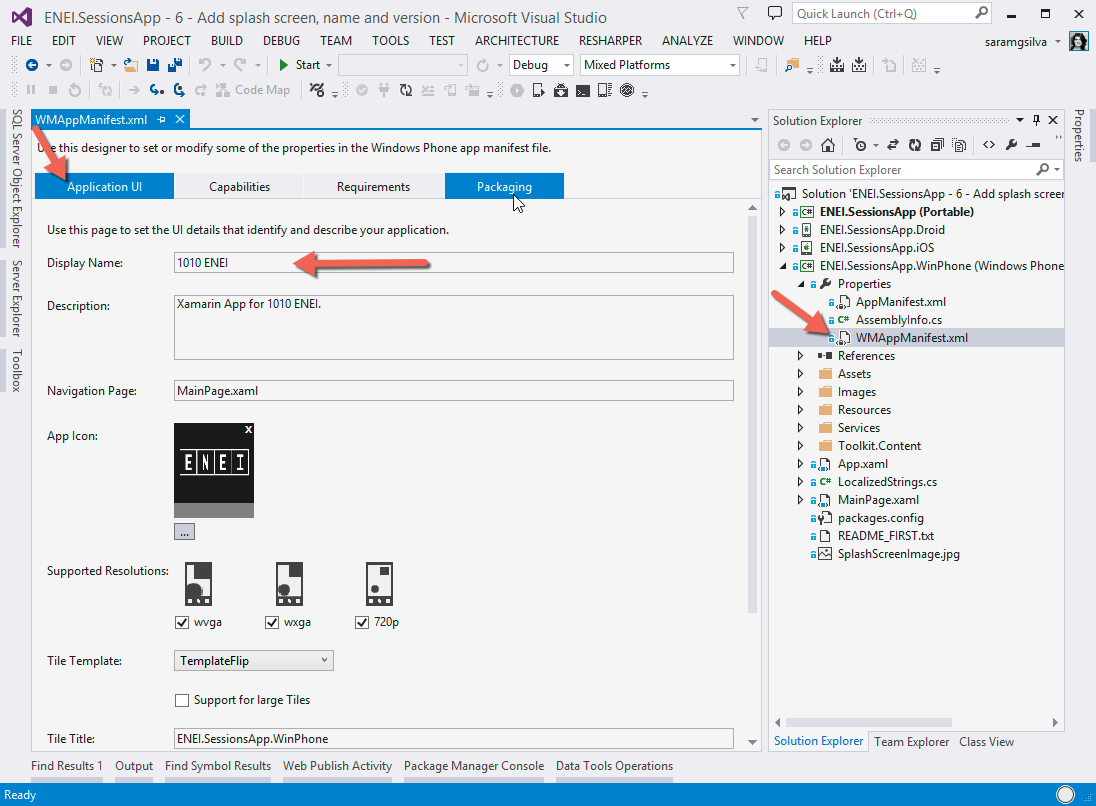 ENEI.SessionsApp - 6 - Add splash screen, name and version - Microsoft Visual Studio
Quick Launch (Ctrl+Q)
FILE EDIT VIEW PROJECT BUILD DEBUG TEAM TOOLS TEST ARCHITECTURE RESHARPER ANALYZE WINDOW HELP
saramgsilva
Start Debug Mixed Platforms
Code Map
SQL Server Object Explorer
Server Explorer
Toolbox
WMAppManifest.xml
Use this designer to set or modify some of the properties in the Windows Phone app manifest file.
Application UI Capabilities Requirements Packaging
Use this page to set the UI details that identify and describe your application.
Display Name: 1010 ENEI
Description: Xamarin App for 1010 ENEI.
Navigation Page: MainPage.xaml
App Icon:
X
ENEI
...
Supported Resolutions:
wvga wxga 720p
Tile Template: TemplateFlip
Support for large Tiles
Tile Title: ENEI.SessionsApp.WinPhone
Solution Explorer
Search Solution Explorer
Solution 'ENEI.SessionsApp - 6 - Add splash screen
C# ENEI.SessionsApp (Portable)
ENEI.SessionsApp.Droid
ENEI.SessionsApp.iOS
C# ENEI.SessionsApp.WinPhone (Windows Phone
Properties
AppManifest.xml
C# AssemblyInfo.cs
WMAppManifest.xml
References
Assets
Images
Resources
Services
Toolkit.Content
App.xaml
C# LocalizedStrings.cs
MainPage.xaml
packages.config
README_FIRST.txt
SplashScreenImage.jpg
Solution Explorer Team Explorer Class View
Properties
Find Results 1 Output Find Symbol Results Web Publish Activity Package Manager Console Data Tools Operations
Ready